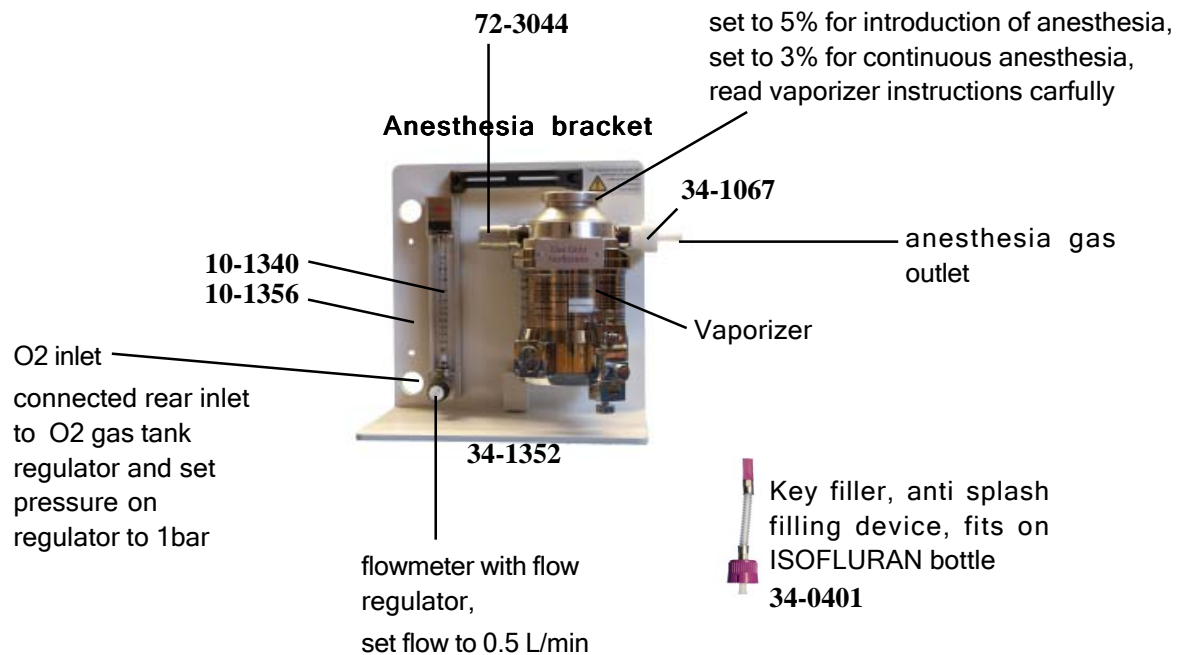 72-3044
set to 5% for introduction of anesthesia,
set to 3% for continuous anesthesia,
read vaporizer instructions carfully
Anesthesia bracket
34-1067
anesthesia gas
outlet
10-1340
10-1356
Vaporizer
O2 inlet
connected rear inlet
to O2 gas tank
regulator and set
pressure on
regulator to 1bar
34-1352
flowmeter with flow
regulator,
set flow to 0.5 L/min
Key filler, anti splash
filling device, fits on
ISOFLURAN bottle
34-0401